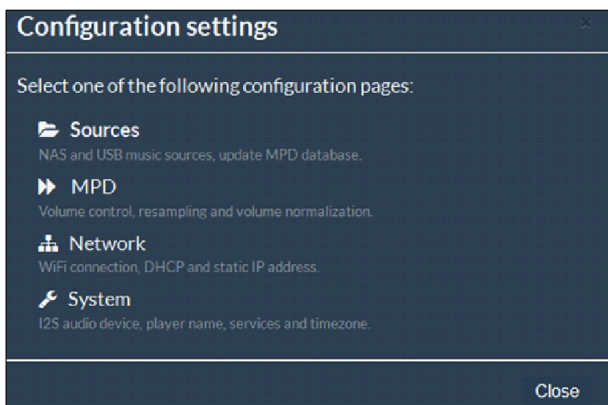 Configuration settings
Select one of the following configuration pages:
Sources
NAS and USB music sources, update MPD database.
MPD
Volume control, resampling and volume normalization.
Network
WiFi connection, DHCP and static IP address.
System
I2S audio device, player name, services and timezone.
Close